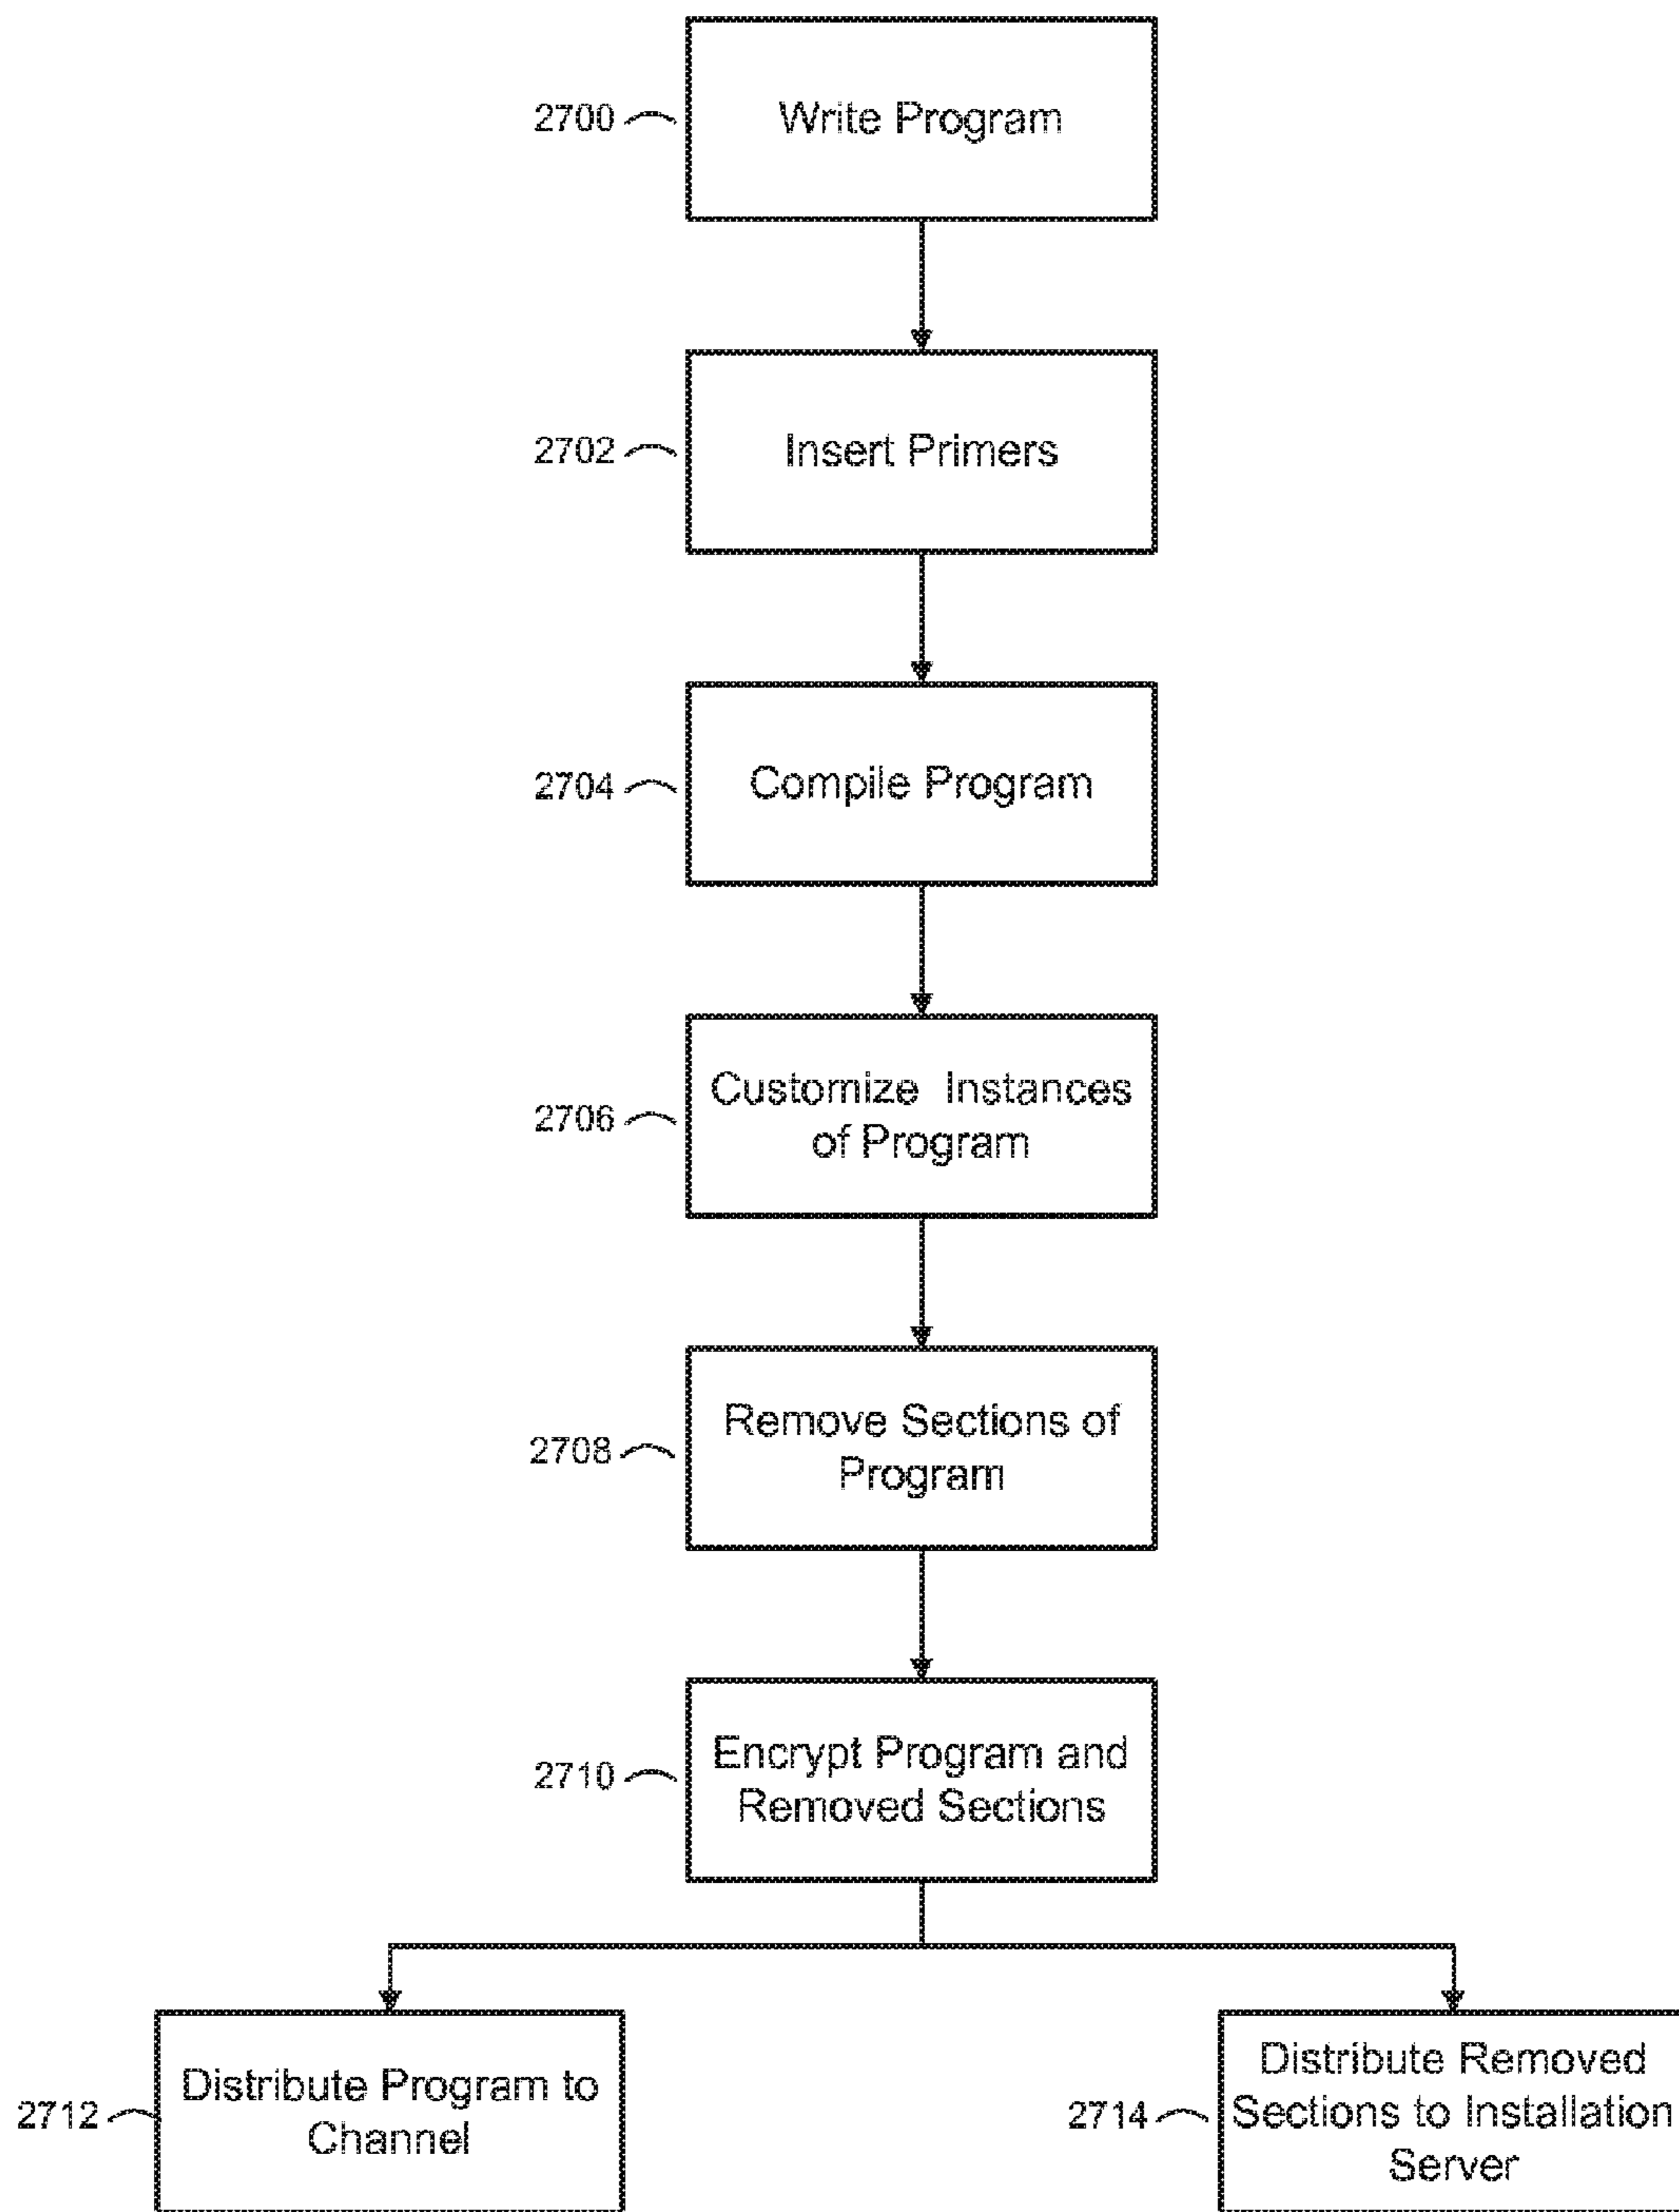 2700
Write Program
2702
Insert Primers
2704
Compile Program
2706
Customize Instances
of Program
2708
Remove Sections of
Program
2710
Encrypt Program and
Removed Sections
2712
Distribute Program to
Channel
2714
Distribute Removed
Sections to Installation
Server